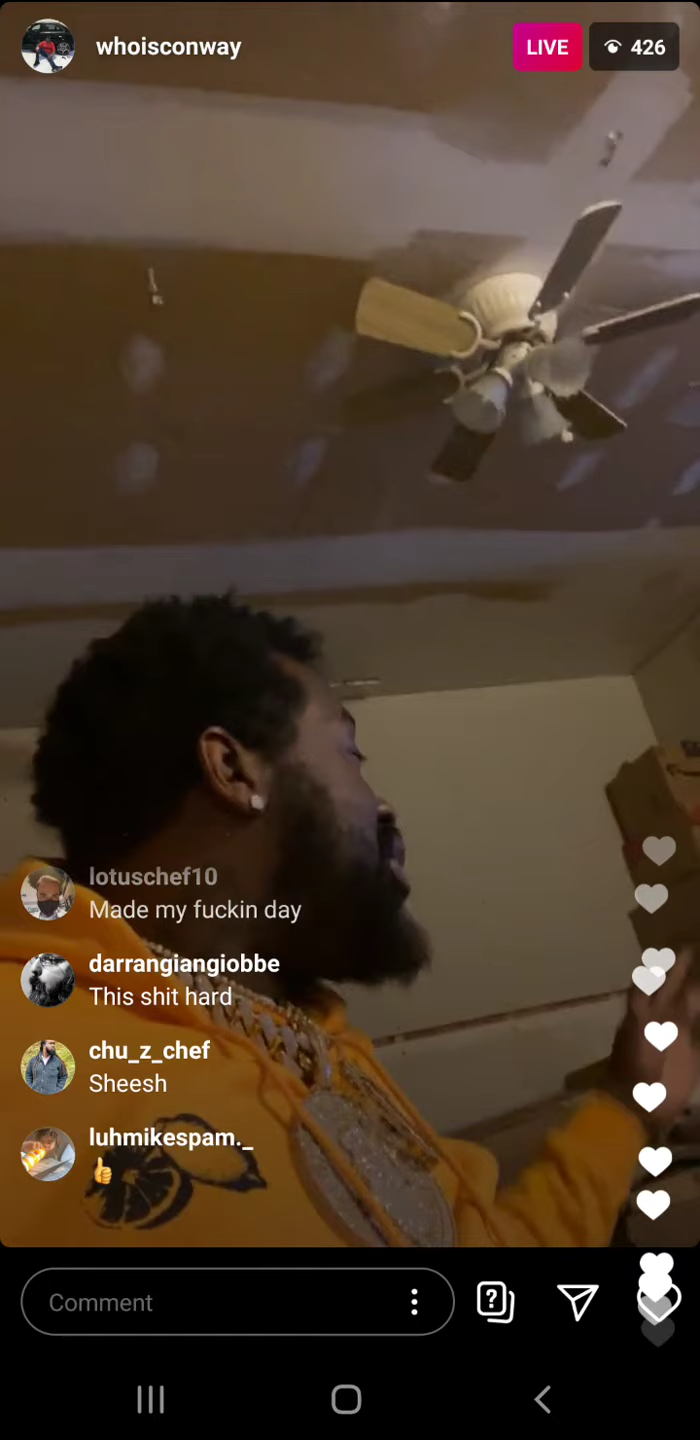 whoisconway
LIVE
426
lotuschef10
Made my fuckin day
darrangiangiobbe
This shit hard
chu_z_chef
Sheesh
luhmikespam._
👍
Comment